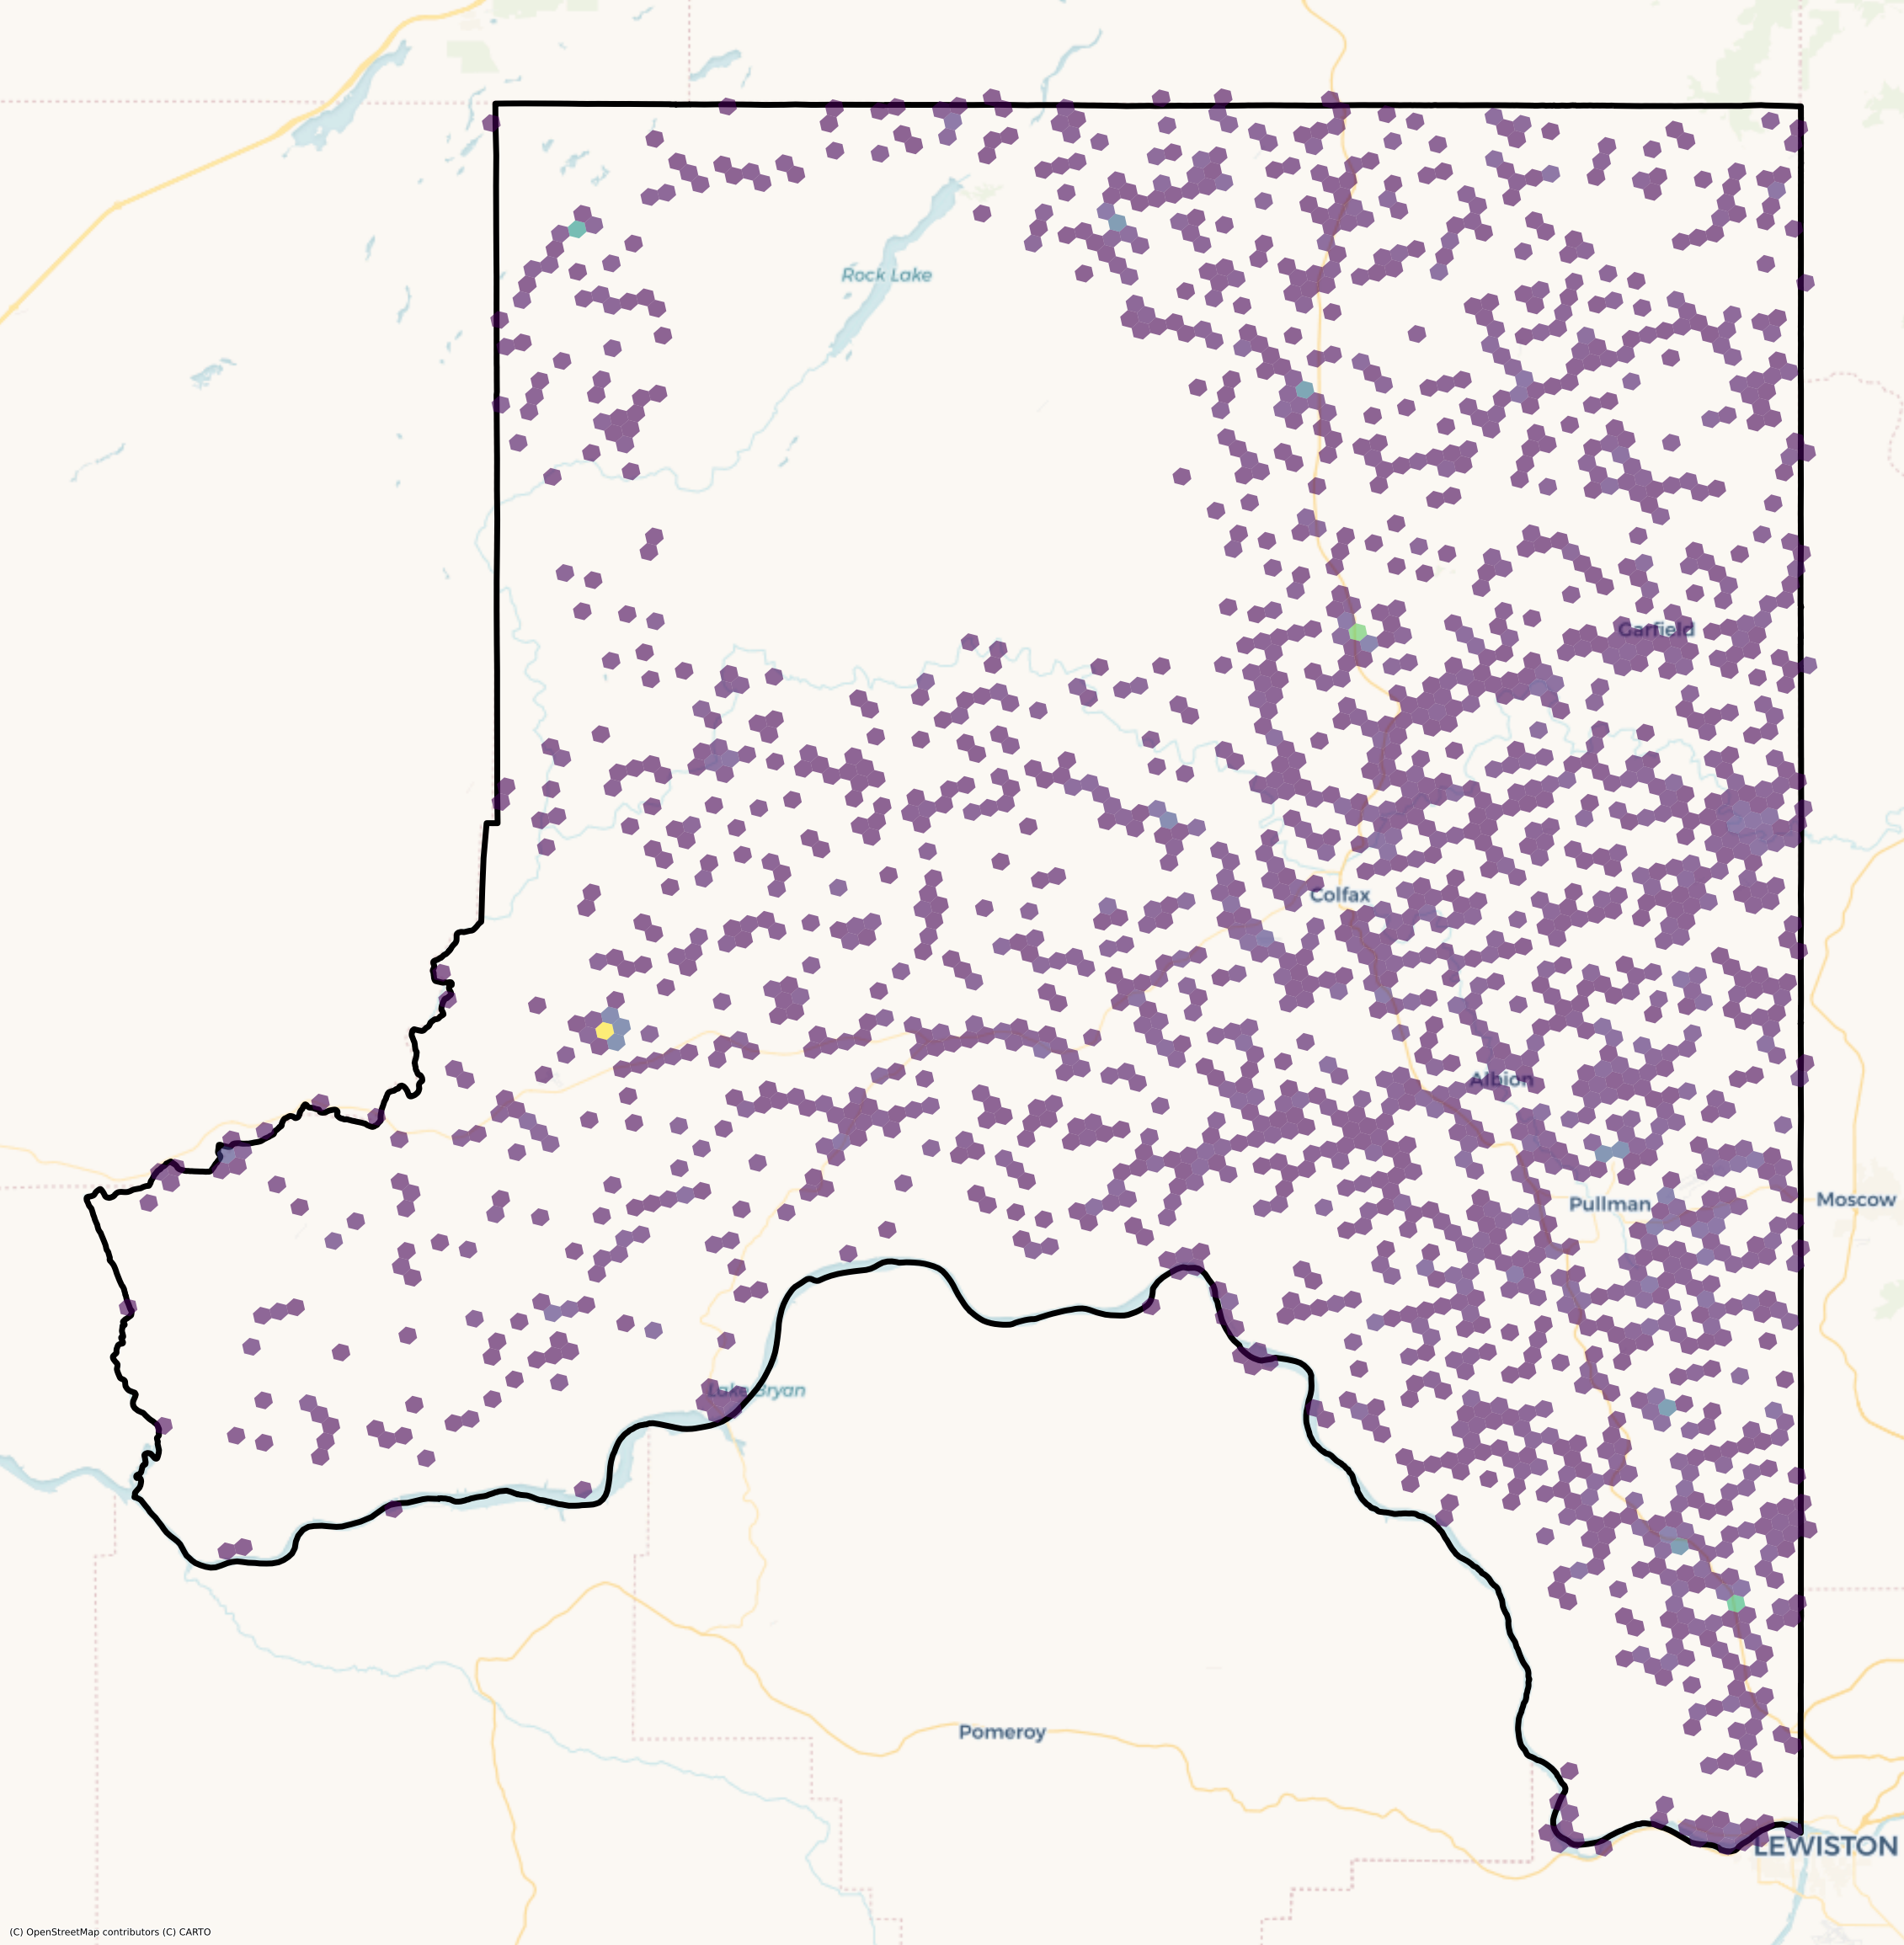 Rock Lake
Garfield
Colfax
Albion
Pullman
Moscow
Lake Bryan
Pomeroy
LEWISTON
(C) OpenStreetMap contributors (C) CARTO